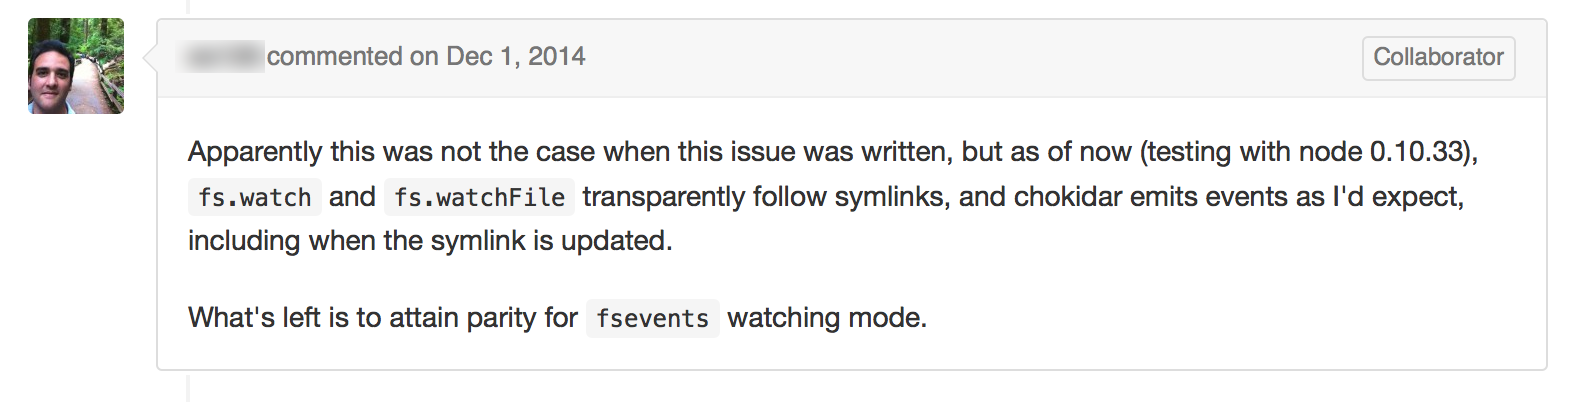 commented on Dec 1, 2014
Collaborator
Apparently this was not the case when this issue was written, but as of now (testing with node 0.10.33),
fs.watch and fs.watchFile transparently follow symlinks, and chokidar emits events as I'd expect,
including when the symlink is updated.
What's left is to attain parity for fsevents watching mode.